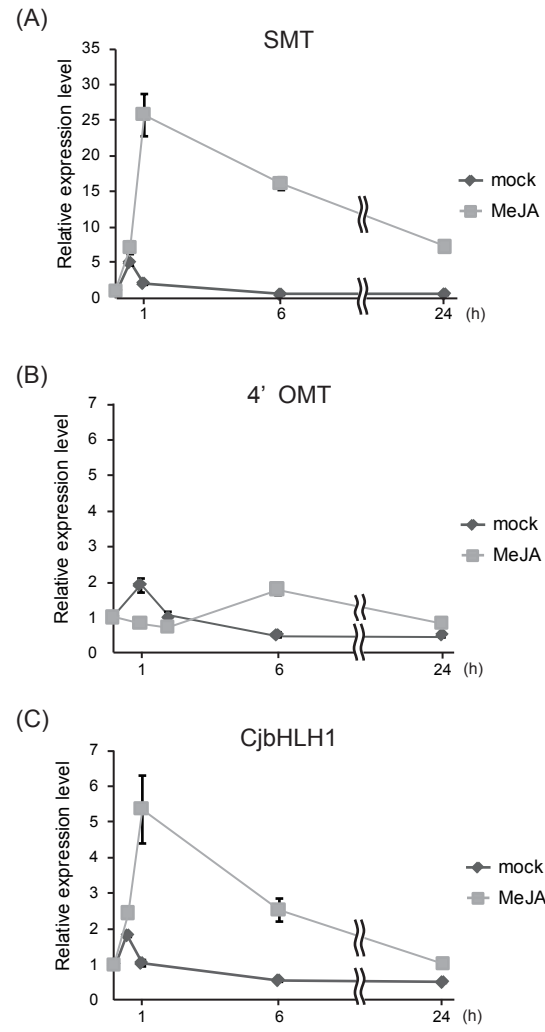 (A)
SMT
Relative expression level
35
30
25
20
15
10
5
0
1
6
24
(h)
mock
MeJA
(B)
4' OMT
Relative expression level
7
6
5
4
3
2
1
0
1
6
24
(h)
mock
MeJA
(C)
CjbHLH1
Relative expression level
7
6
5
4
3
2
1
0
1
6
24
(h)
mock
MeJA